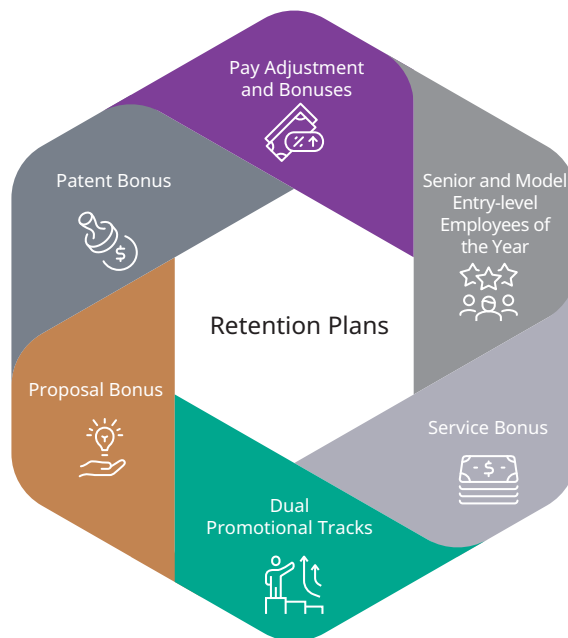 Pay Adjustment
and Bonuses
Patent Bonus
Senior and Model
Entry-level
Employees of
the Year
Retention Plans
Proposal Bonus
Service Bonus
Dual
Promotional Tracks